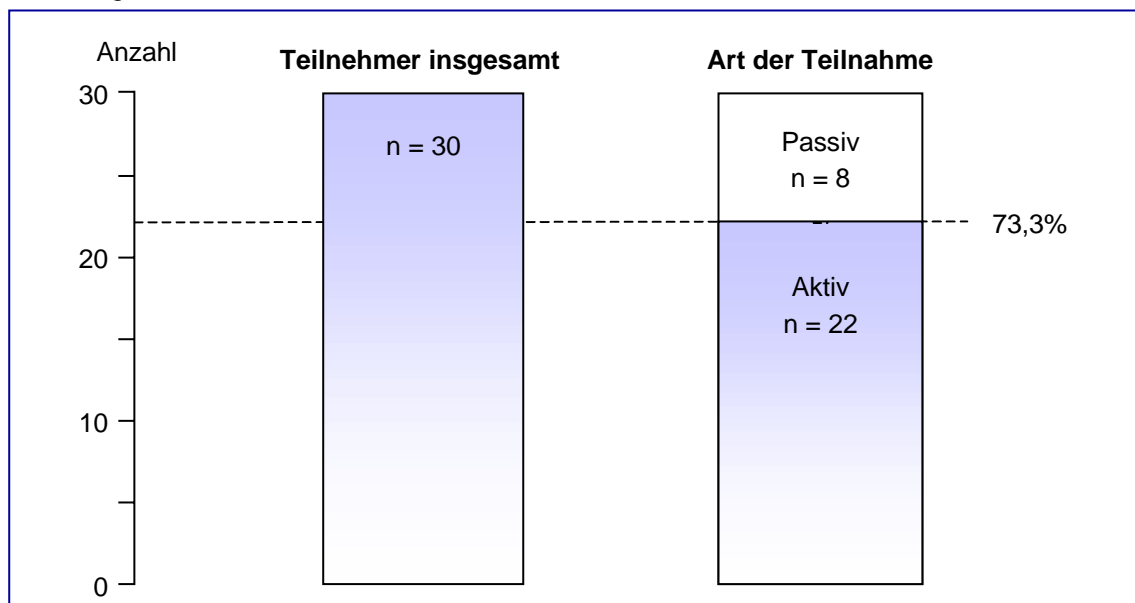 Anzahl
Teilnehmer insgesamt
Art der Teilnahme
30
n = 30
Passiv
n = 8
73,3%
20
Aktiv
n = 22
10
0